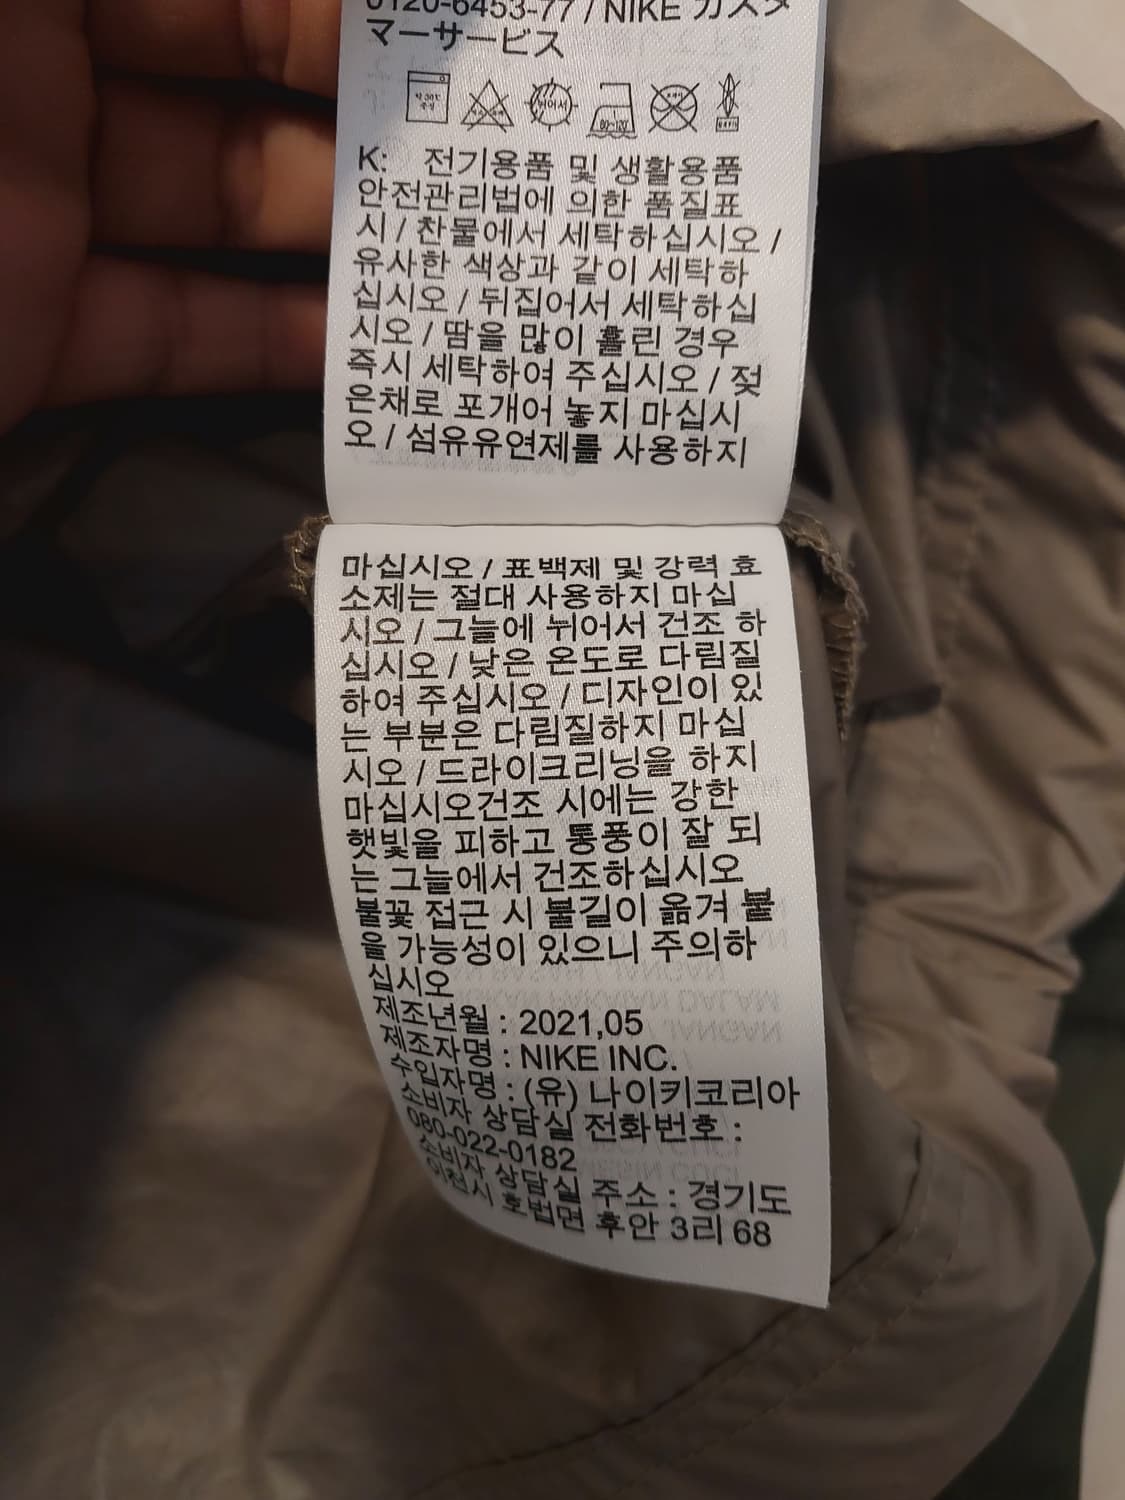 0120-6453-77 / NIKE カスタ
マーサービス
약 30℃
중성
80~120
K: 전기용품 및 생활용품
안전관리법에 의한 품질표
시 / 찬물에서 세탁하십시오 /
유사한 색상과 같이 세탁하
십시오 / 뒤집어서 세탁하십
시오 / 땀을 많이 흘린 경우
즉시 세탁하여 주십시오 / 젖
은채로 포개어 놓지 마십시
오 / 섬유유연제를 사용하지
마십시오 / 표백제 및 강력 효
소제는 절대 사용하지 마십
시오 / 그늘에 뉘어서 건조 하
십시오 / 낮은 온도로 다림질
하여 주십시오 / 디자인이 있
는 부분은 다림질하지 마십
시오 / 드라이크리닝을 하지
마십시오건조 시에는 강한
햇빛을 피하고 통풍이 잘 되
는 그늘에서 건조하십시오
불꽃 접근 시 불길이 옮겨 붙
을 가능성이 있으니 주의하
십시오
제조년월 : 2021,05
제조자명 : NIKE INC.
수입자명 : (유) 나이키코리아
소비자 상담실 전화번호 :
080-022-0182
소비자 상담실 주소 : 경기도
이천시 호법면 후안 3리 68